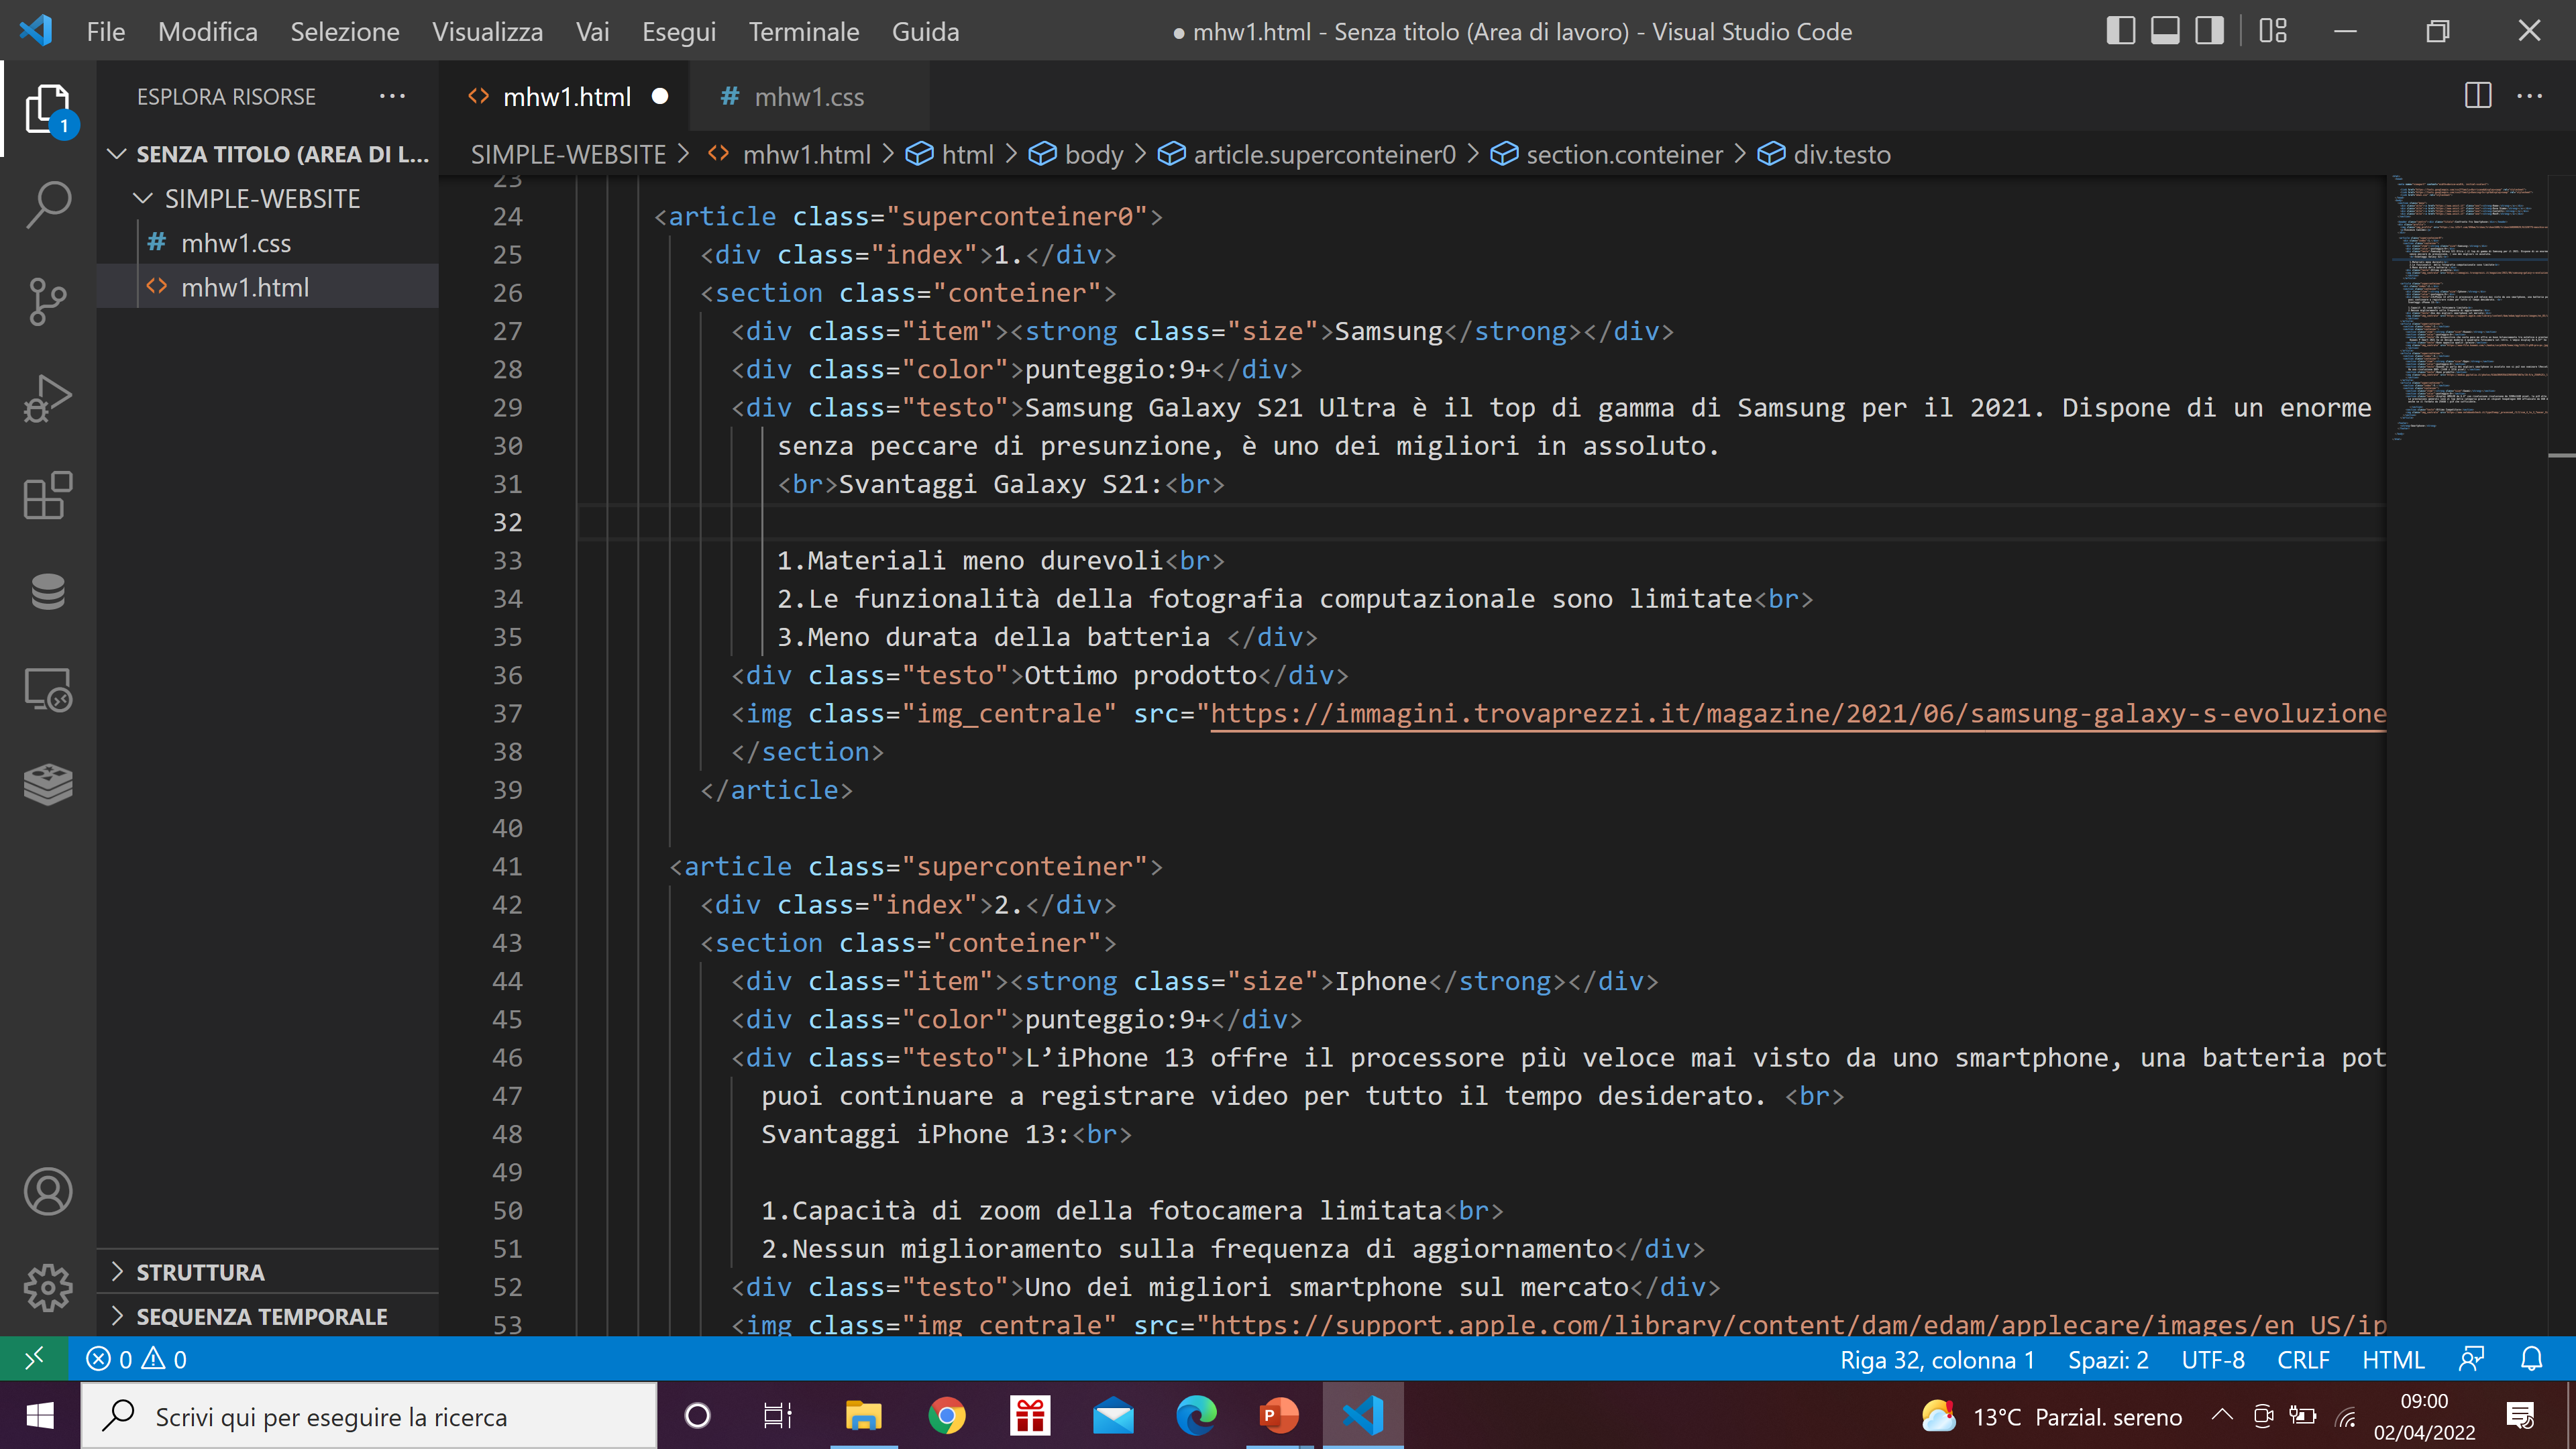 File Modifica Selezione Visualizza Vai Esegui Terminale Guida
● mhw1.html - Senza titolo (Area di lavoro) - Visual Studio Code
1
ESPLORA RISORSE
SENZA TITOLO (AREA DI L...
SIMPLE-WEBSITE
# mhw1.css
<> mhw1.html
STRUTTURA
SEQUENZA TEMPORALE
<> mhw1.html ●
# mhw1.css
SIMPLE-WEBSITE > <> mhw1.html > html > body > article.superconteiner0 > section.conteiner > div.testo
23
24 <article class="superconteiner0">
25 <div class="index">1.</div>
26 <section class="conteiner">
27 <div class="item"><strong class="size">Samsung</strong></div>
28 <div class="color">punteggio:9+</div>
29 <div class="testo">Samsung Galaxy S21 Ultra è il top di gamma di Samsung per il 2021. Dispone di un enorme
30 senza peccare di presunzione, è uno dei migliori in assoluto.
31 <br>Svantaggi Galaxy S21:<br>
32
33 1.Materiali meno durevoli<br>
34 2.Le funzionalità della fotografia computazionale sono limitate<br>
35 3.Meno durata della batteria </div>
36 <div class="testo">Ottimo prodotto</div>
37 <img class="img_centrale" src="https://immagini.trovaprezzi.it/magazine/2021/06/samsung-galaxy-s-evoluzione
38 </section>
39 </article>
40
41 <article class="superconteiner">
42 <div class="index">2.</div>
43 <section class="conteiner">
44 <div class="item"><strong class="size">Iphone</strong></div>
45 <div class="color">punteggio:9+</div>
46 <div class="testo">L’iPhone 13 offre il processore più veloce mai visto da uno smartphone, una batteria pot
47 puoi continuare a registrare video per tutto il tempo desiderato. <br>
48 Svantaggi iPhone 13:<br>
49
50 1.Capacità di zoom della fotocamera limitata<br>
51 2.Nessun miglioramento sulla frequenza di aggiornamento</div>
52 <div class="testo">Uno dei migliori smartphone sul mercato</div>
53 <img class="img_centrale" src="https://support.apple.com/library/content/dam/edam/applecare/images/en_US/ip
0 0
Riga 32, colonna 1 Spazi: 2 UTF-8 CRLF HTML
Scrivi qui per eseguire la ricerca
P
13°C Parzial. sereno
09:00
02/04/2022